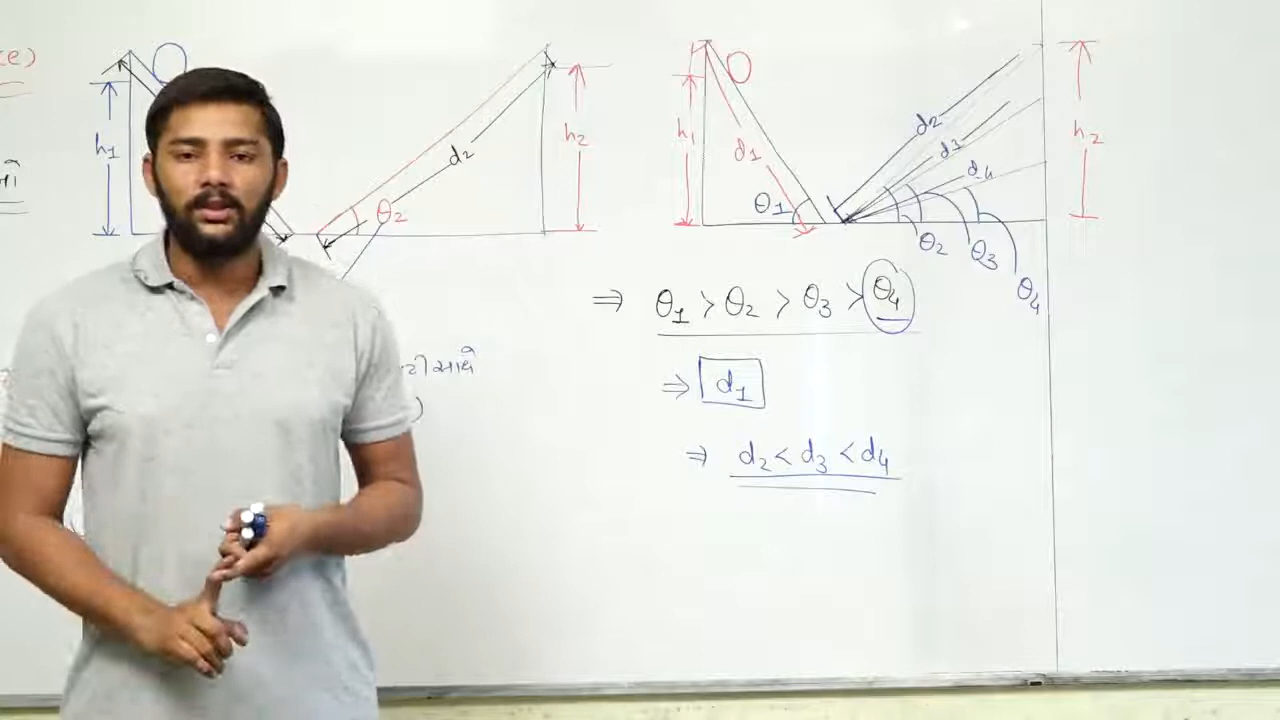 (e)
h₁
d₂
θ₂
h₂
h₁
d₁
θ₁
d₂
d₃
d₄
θ₂
θ₃
θ₄
h₂
⇒ θ₁ > θ₂ > θ₃ > θ₄
⇒ d₁
⇒ d₂ < d₃ < d₄